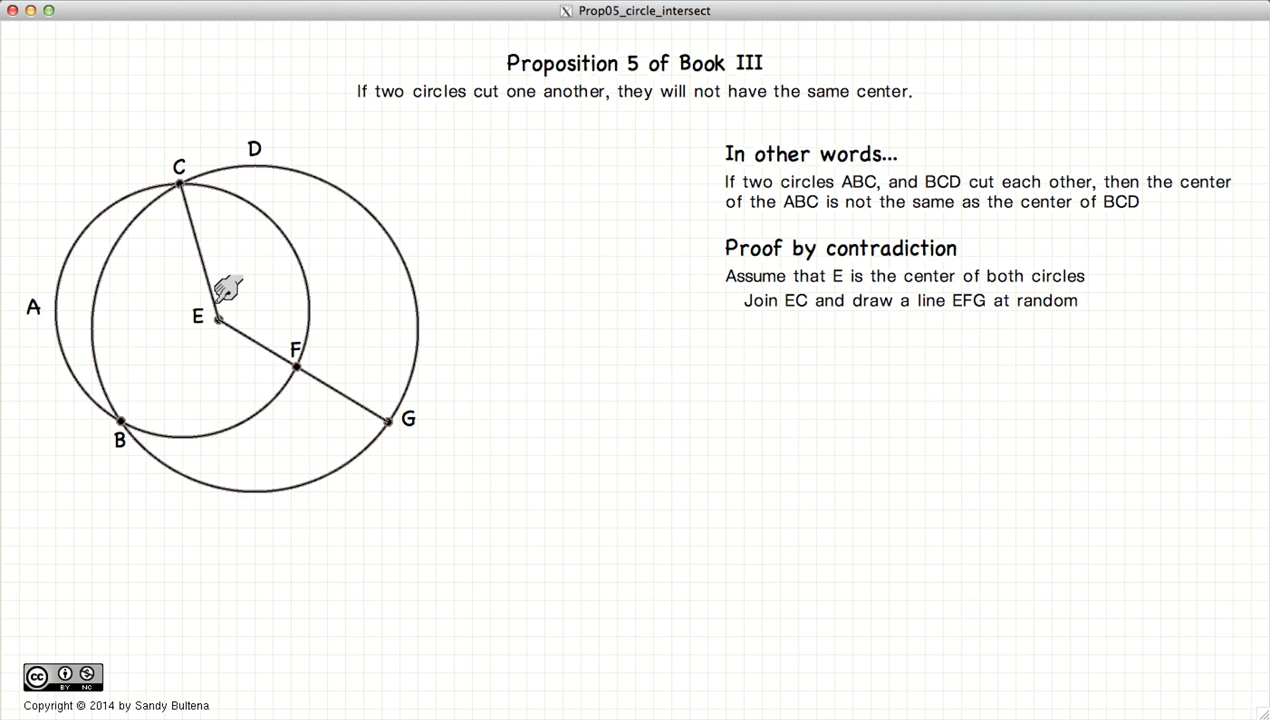 Prop05_circle_intersect
Proposition 5 of Book III
If two circles cut one another, they will not have the same center.
In other words...
If two circles ABC, and BCD cut each other, then the center
of the ABC is not the same as the center of BCD
Proof by contradiction
Assume that E is the center of both circles
Join EC and draw a line EFG at random
D
C
A
E
F
G
B
cc
BY NC
Copyright © 2014 by Sandy Bultena